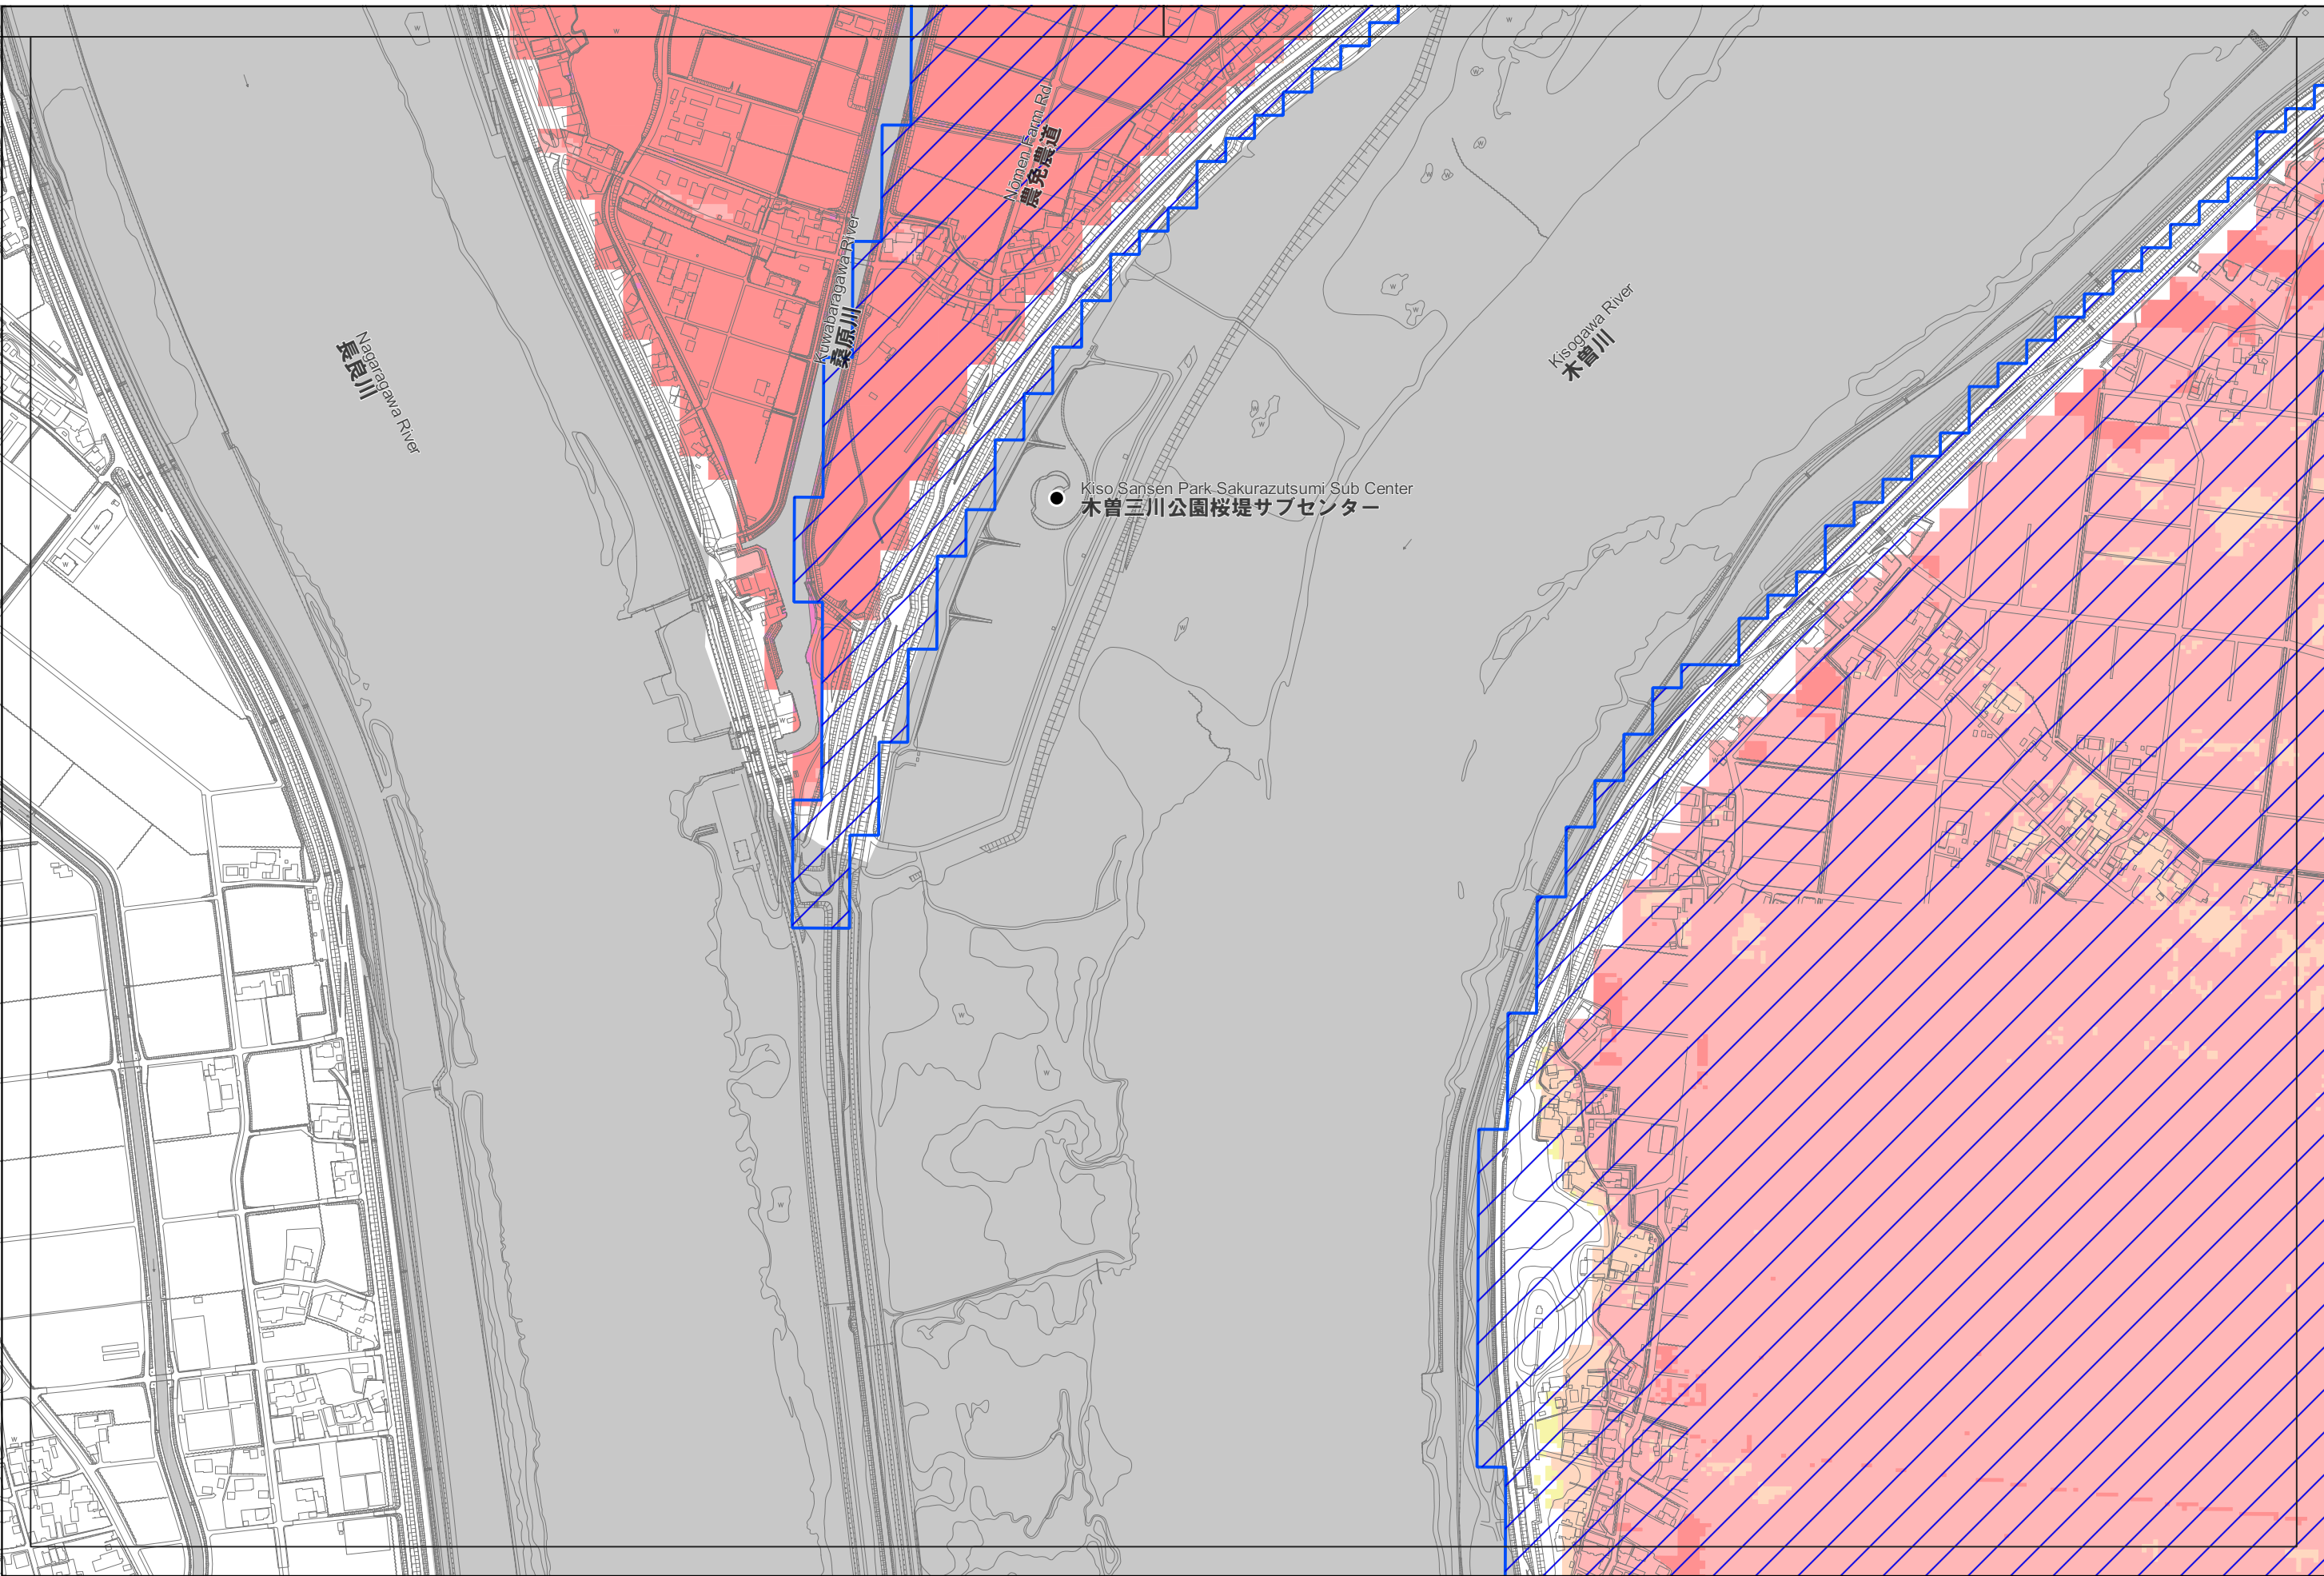 Nōmen Farm Rd.
農免農道
Kuwabaragawa River
桑原川
Nagaragawa River
長良川
Kisogawa River
木曽川
Kiso Sansen Park Sakurazutsumi Sub Center
木曽三川公園桜堤サブセンター